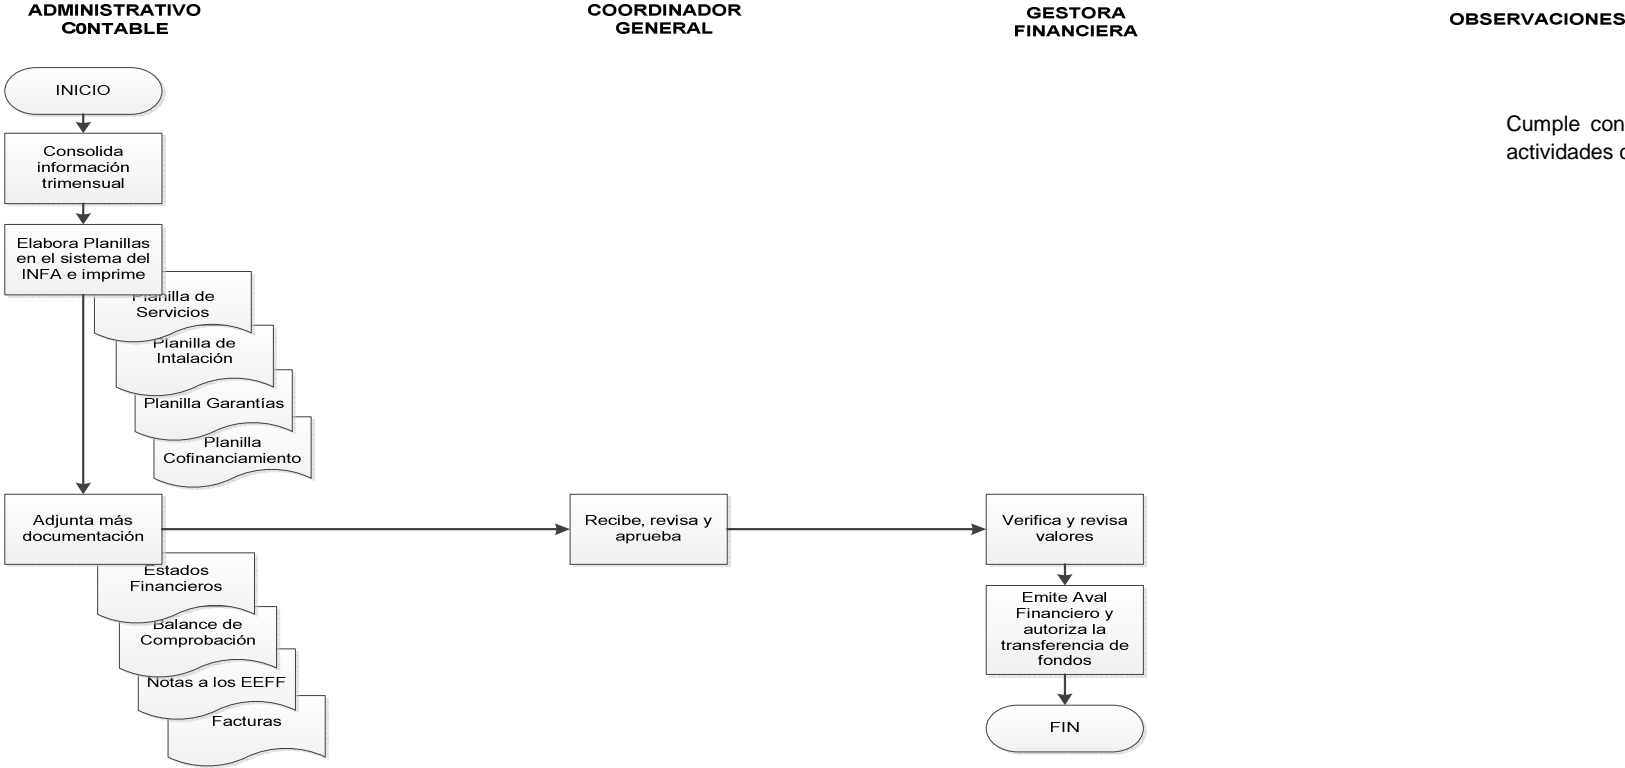 ADMINISTRATIVO
C0NTABLE
COORDINADOR
GENERAL
GESTORA
FINANCIERA
OBSERVACIONES
INICIO
Cumple con
actividades
Consolida
información
trimensual
Elabora Planillas
en el sistema del
INFA e imprime
Planilla de
Servicios
Planilla de
Intalación
Planilla Garantías
Planilla
Cofinanciamiento
Adjunta más
documentación
Recibe, revisa y
aprueba
Verifica y revisa
valores
Estados
Financieros
Balance de
Comprobación
Notas a los EEFF
Facturas
Emite Aval
Financiero y
autoriza la
transferencia de
fondos
FIN